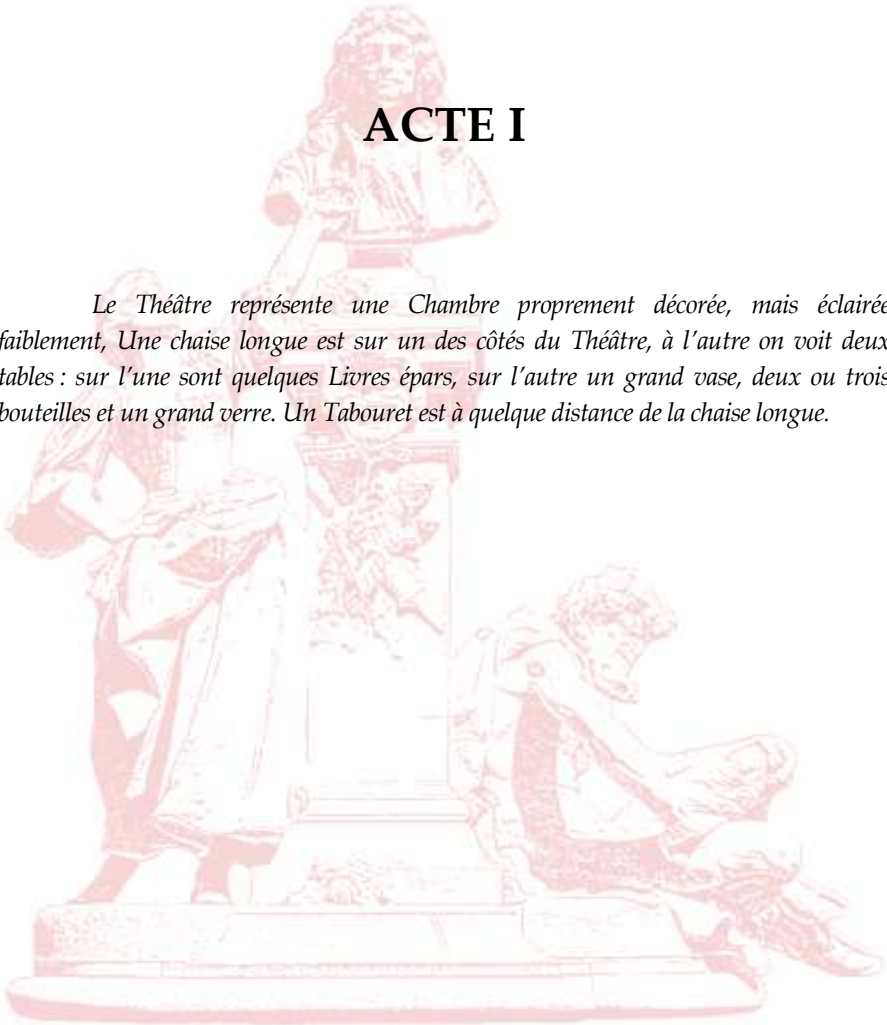 ACTE I
Le Théâtre représente une Chambre proprement décorée, mais éclairée
faiblement, Une chaise longue est sur un des côtés du Théâtre, à l’autre on voit deux
tables : sur l’une sont quelques Livres épars, sur l’autre un grand vase, deux ou trois
bouteilles et un grand verre. Un Tabouret est à quelque distance de la chaise longue.